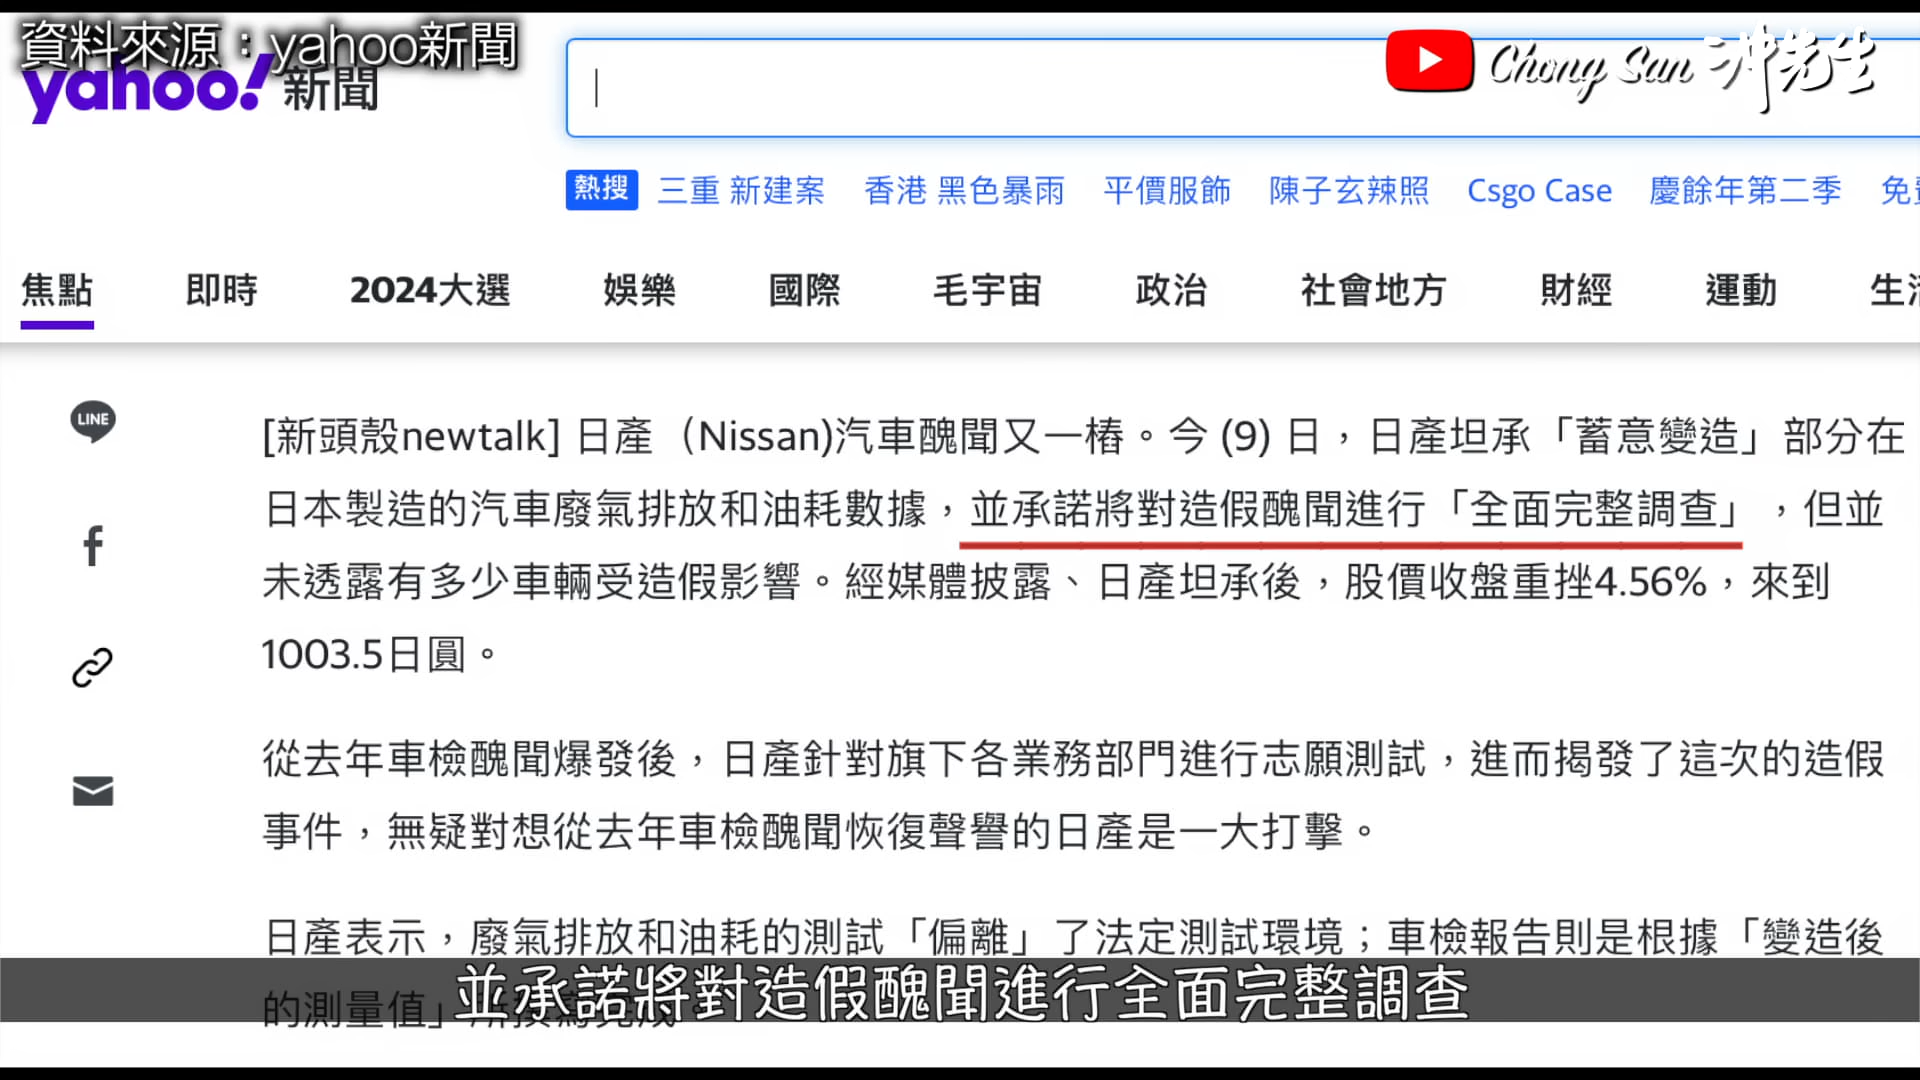 資料來源：yahoo新聞
yahoo! 新聞
Chong San 沖先生
熱搜 三重 新建案 香港 黑色暴雨 平價服飾 陳子玄辣照 Csgo Case 慶餘年第二季 免費
焦點 即時 2024大選 娛樂 國際 毛宇宙 政治 社會地方 財經 運動 生活
LINE
[新頭殼newtalk] 日產（Nissan)汽車醜聞又一樁。今 (9) 日，日產坦承「蓄意變造」部分在
日本製造的汽車廢氣排放和油耗數據，並承諾將對造假醜聞進行「全面完整調查」，但並
未透露有多少車輛受造假影響。經媒體披露、日產坦承後，股價收盤重挫4.56%，來到
1003.5日圓。
從去年車檢醜聞爆發後，日產針對旗下各業務部門進行志願測試，進而揭發了這次的造假
事件，無疑對想從去年車檢醜聞恢復聲譽的日產是一大打擊。
日產表示，廢氣排放和油耗的測試「偏離」了法定測試環境；車檢報告則是根據「變造後
的測量值」所
並承諾將對造假醜聞進行全面完整調查